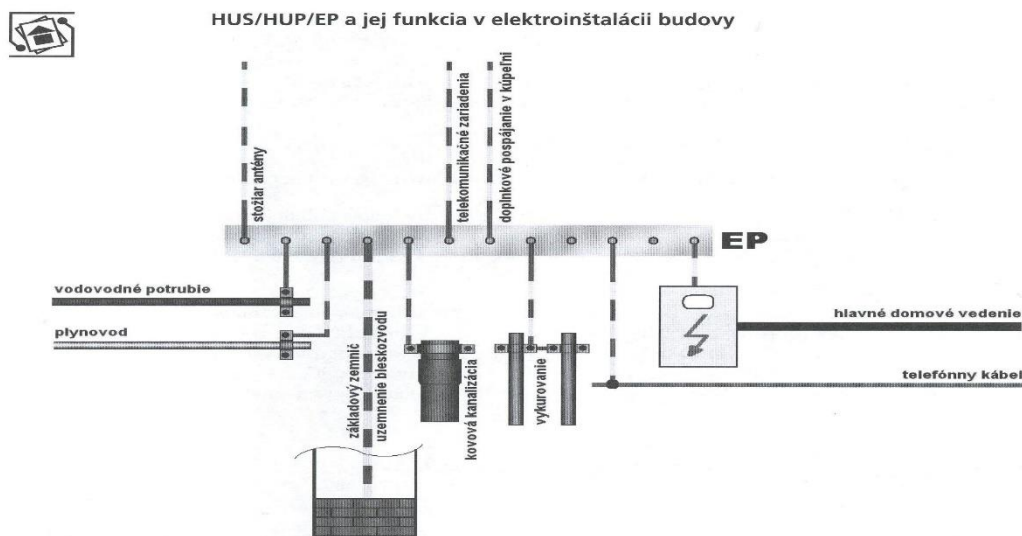 HUS/HUP/EP a jej funkcia v elektroinštalácii budovy
stožiar antény
telekomunikačné zariadenia
doplnkové pospájanie v kúpeľni
EP
vodovodné potrubie
plynovod
základový zemnič
uzemnenie bleskozvodu
kovová kanalizácia
vykurovanie
hlavné domové vedenie
telefónny kábel